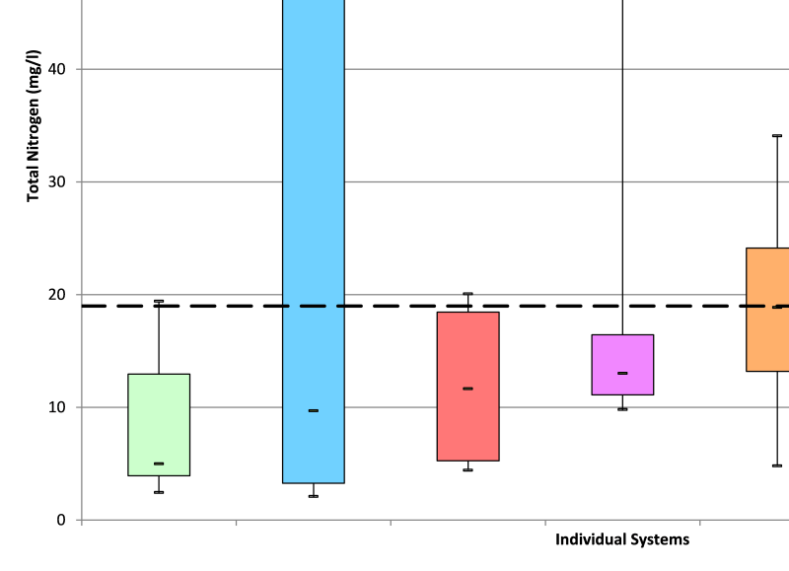 Total Nitrogen (mg/l)
40
30
20
10
0
Individual Systems